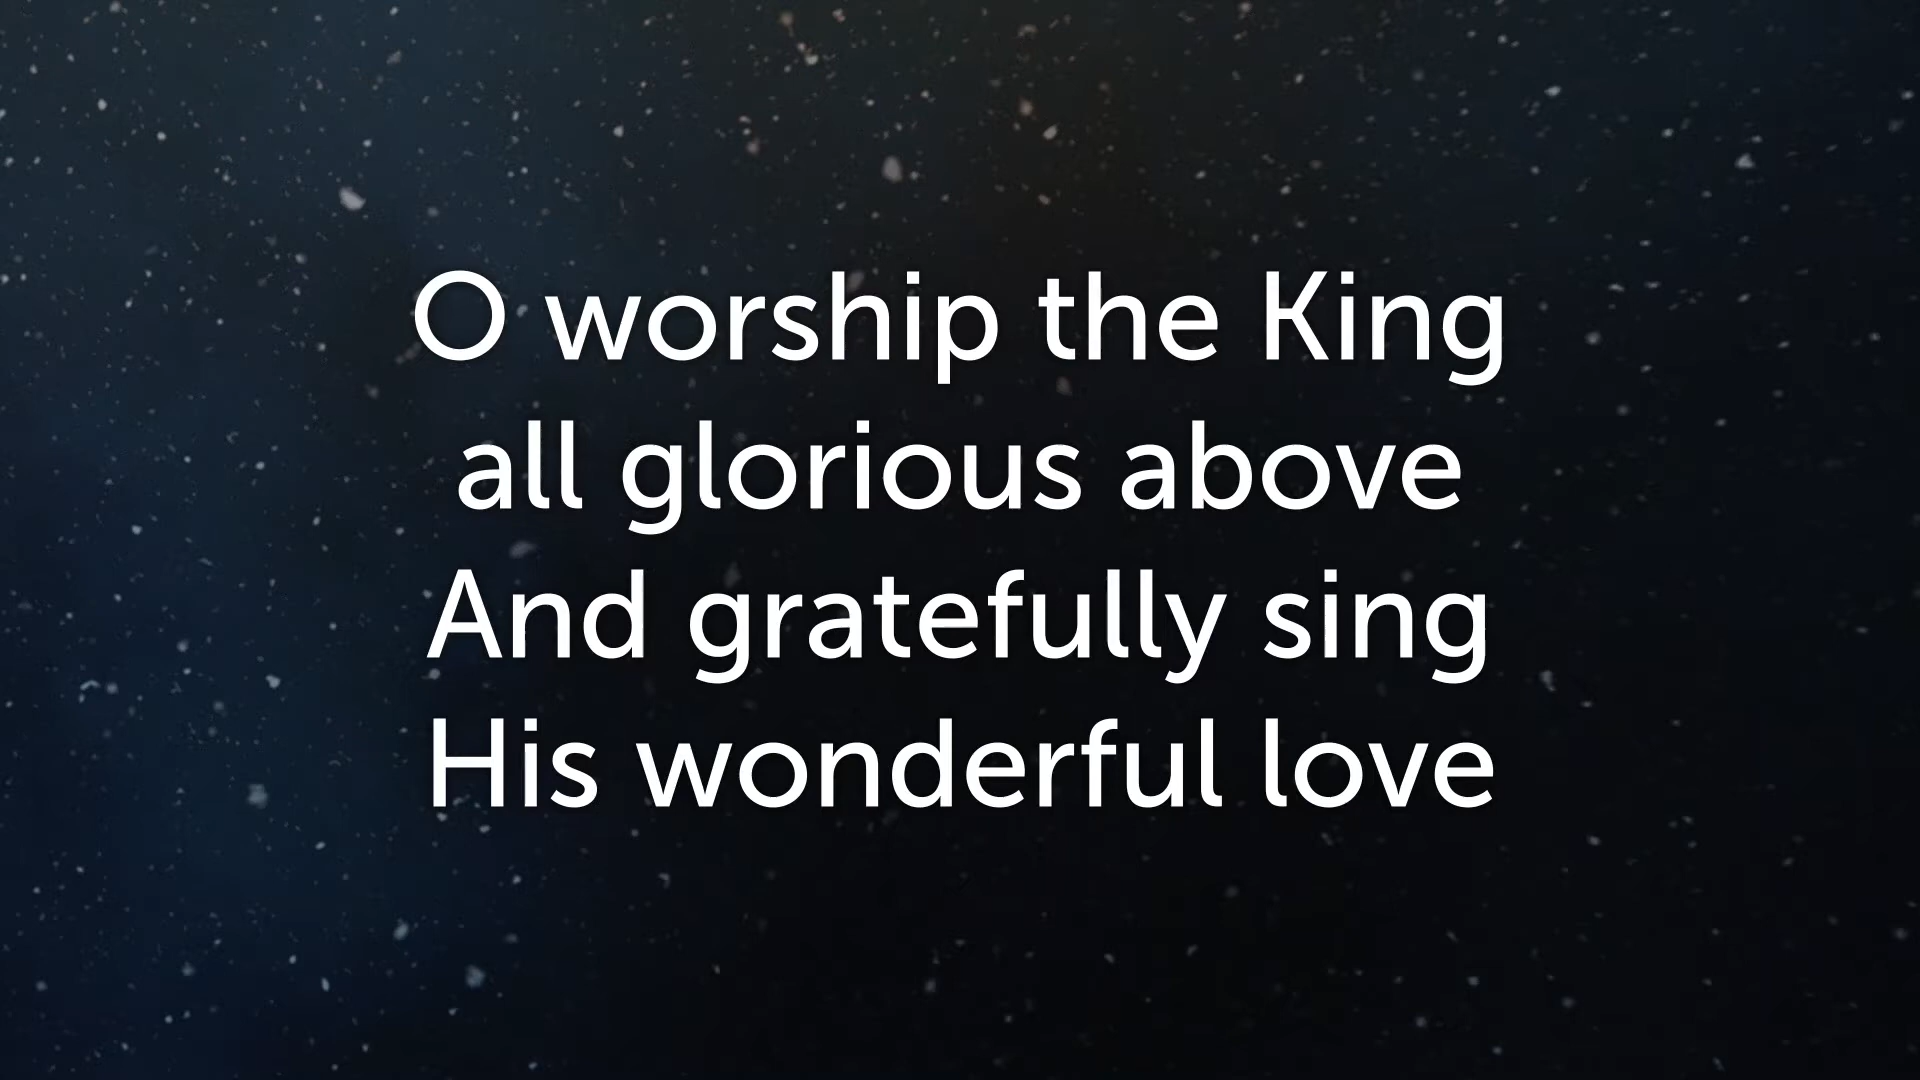 O worship the King
all glorious above
And gratefully sing
His wonderful love